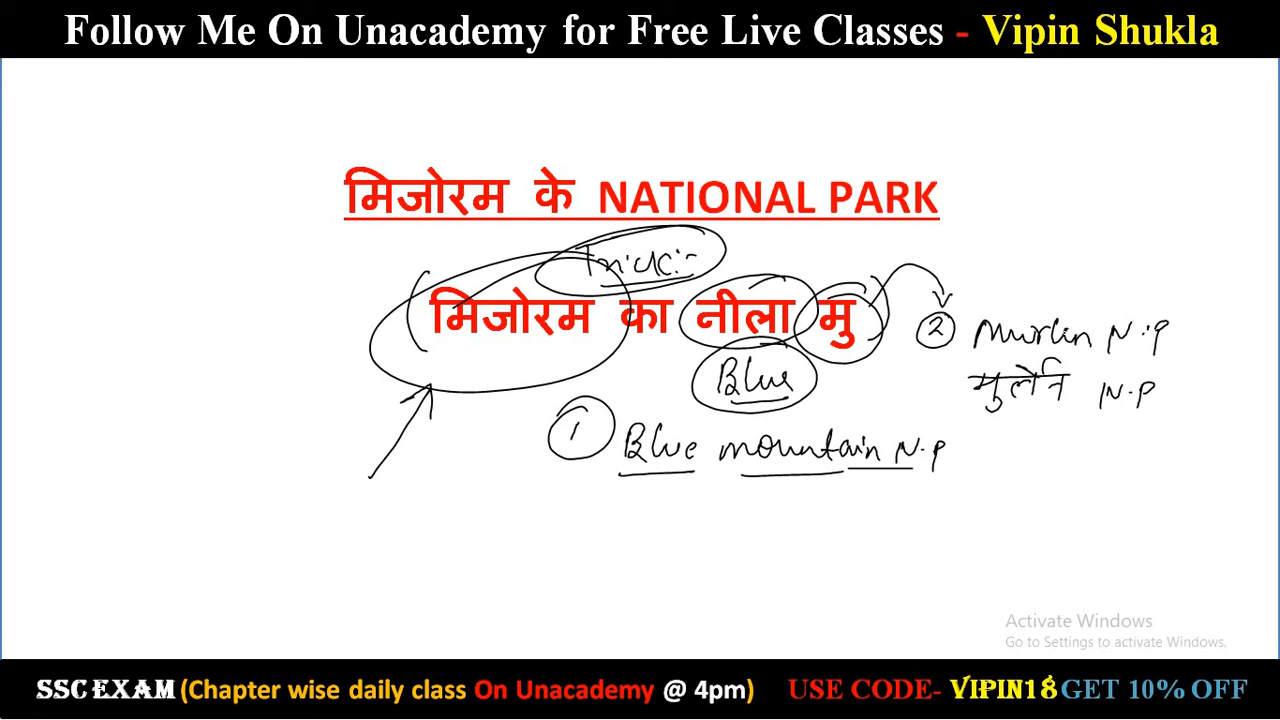 Follow Me On Unacademy for Free Live Classes - Vipin Shukla
मिजोरम के NATIONAL PARK
Trick:-
मिजोरम का नीला मु
② Murlen N.P
Blue
मुर्लेन N.P
① Blue mountain N.P
Activate Windows
Go to Settings to activate Windows.
SSC EXAM (Chapter wise daily class On Unacademy @ 4pm) USE CODE- VIPIN18 GET 10% OFF